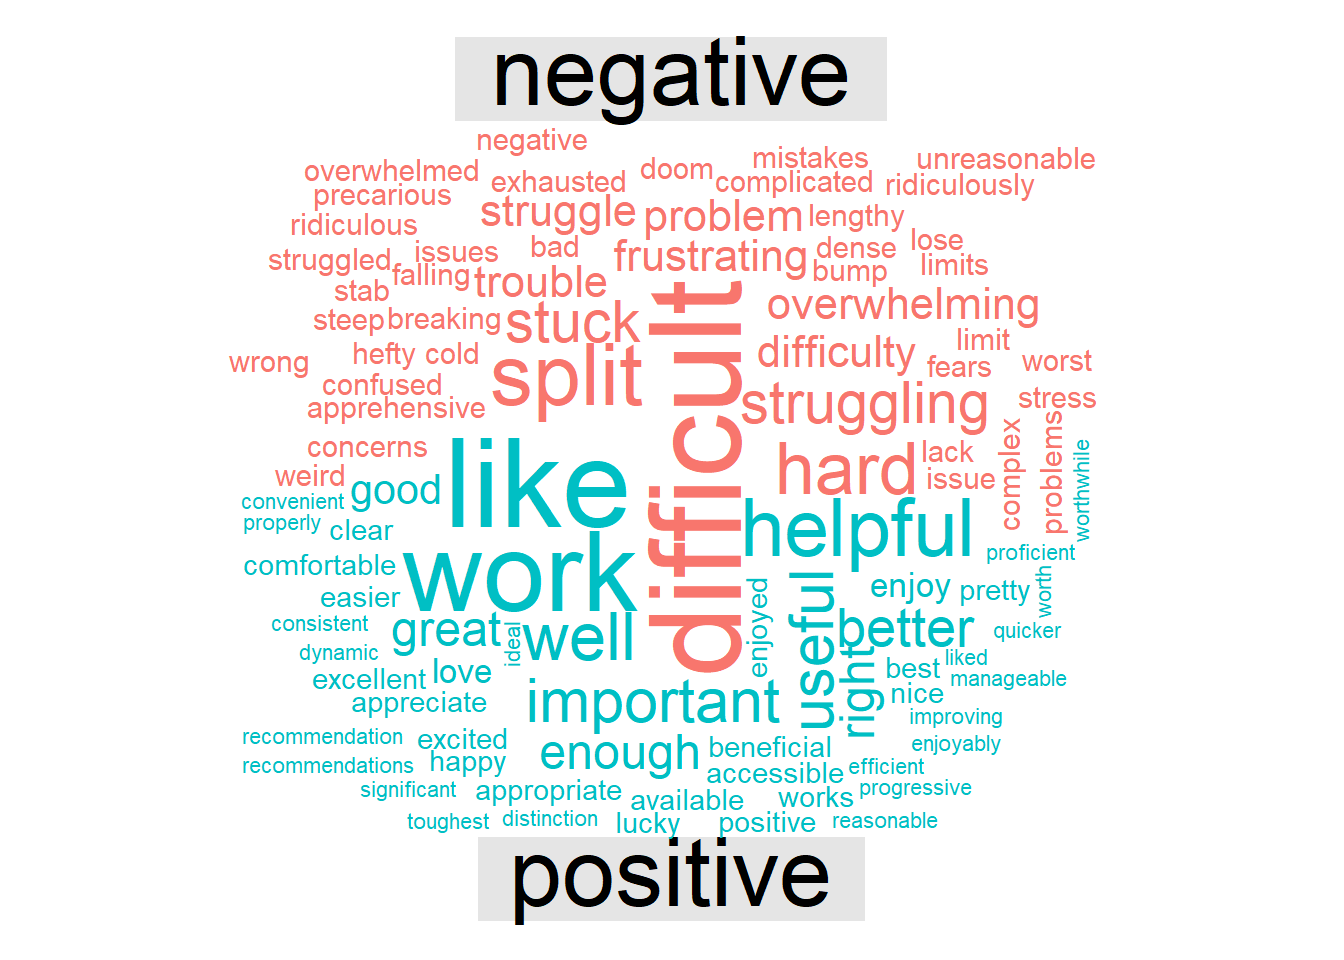 negative
negative
overwhelmed exhausted doom mistakes unreasonable
precarious complicated ridiculously
ridiculous struggle problem lengthy
struggled issues bad frustrating dense lose
stab falling trouble bump limits
steep breaking stuck difficult overwhelming
wrong hefty cold split difficulty limit worst
confused fears stress
apprehensive struggling
concerns like hard lack complex problems worthwhile
weird good issue
convenient
properly clear helpful proficient
comfortable work enjoyed enjoy pretty worth
easier useful
consistent great ideal well better quicker
dynamic right liked
excellent love best manageable
appreciate important nice
improving
recommendation excited enough beneficial enjoyably
recommendations happy accessible efficient
significant appropriate available works progressive
toughest distinction lucky positive reasonable
positive